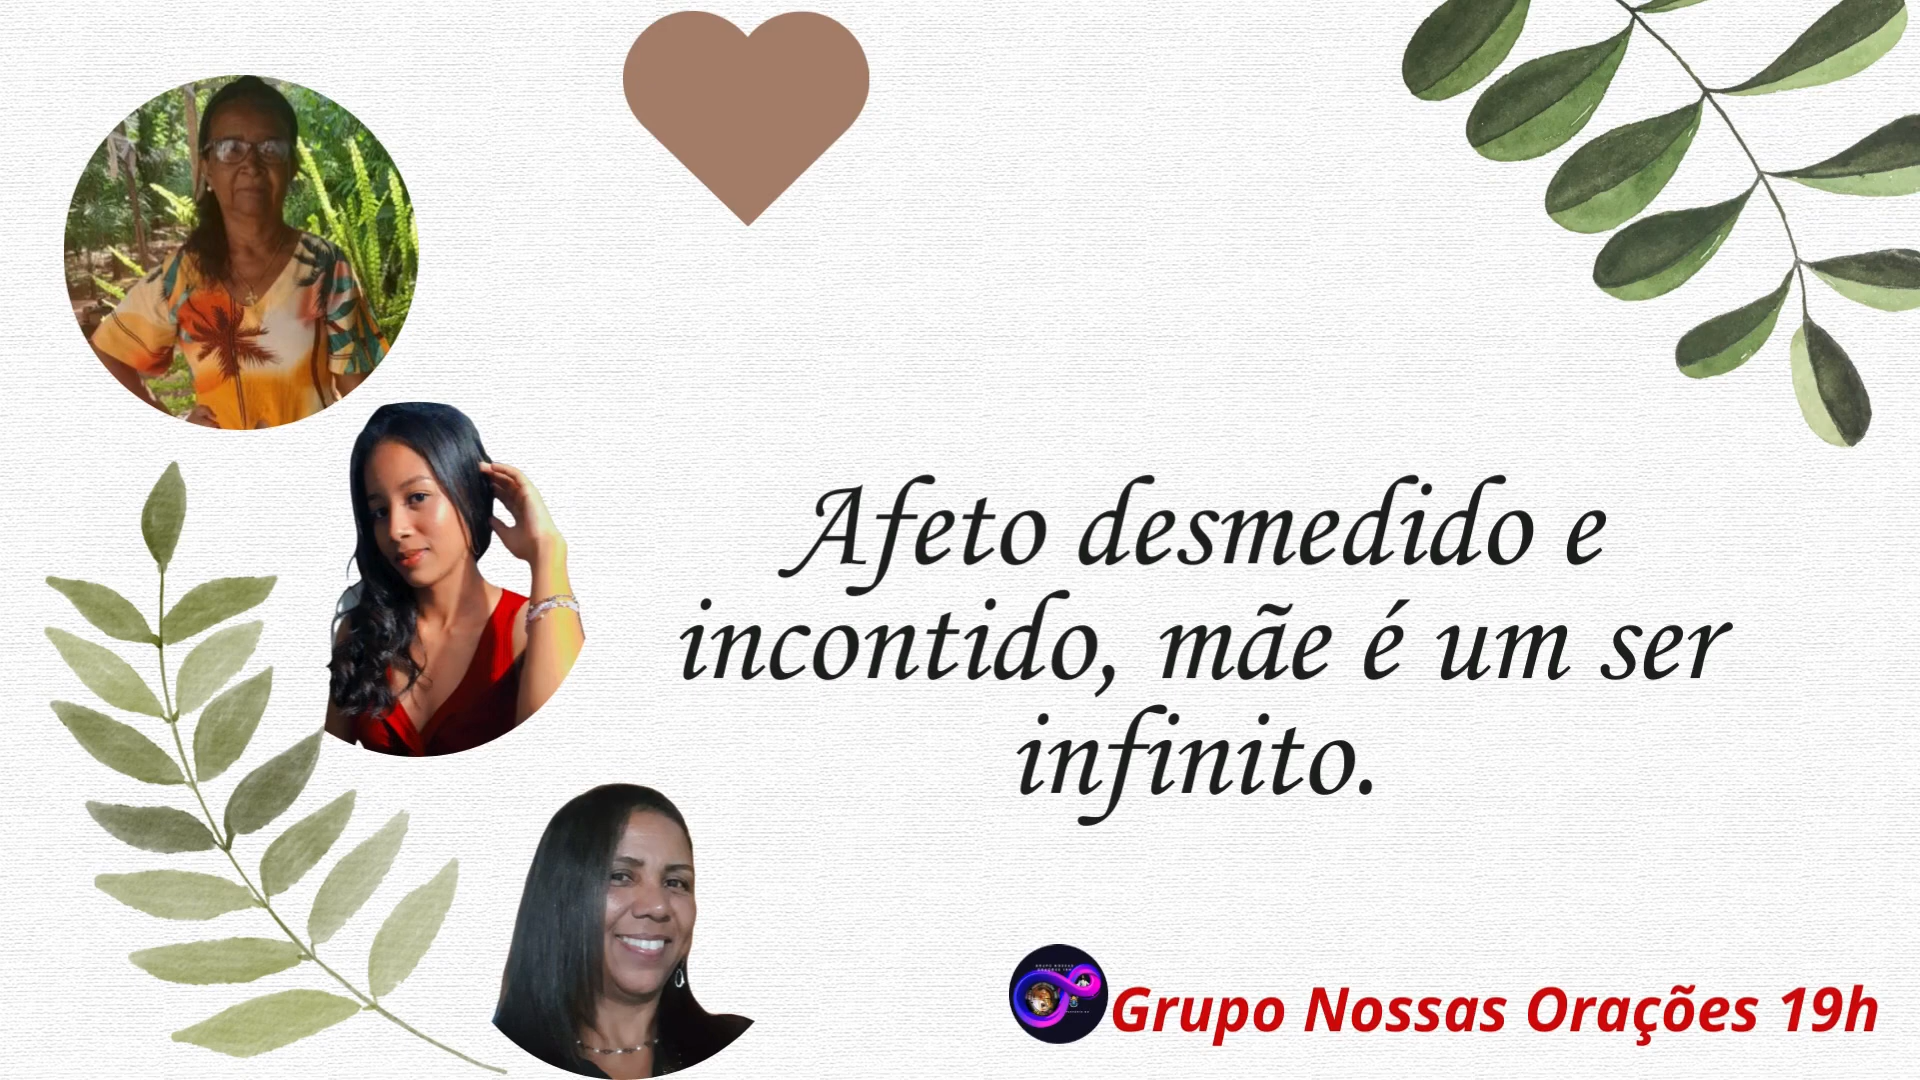 Afeto desmedido e
incontido, mãe é um ser
infinito.
Grupo Nossas Orações 19h